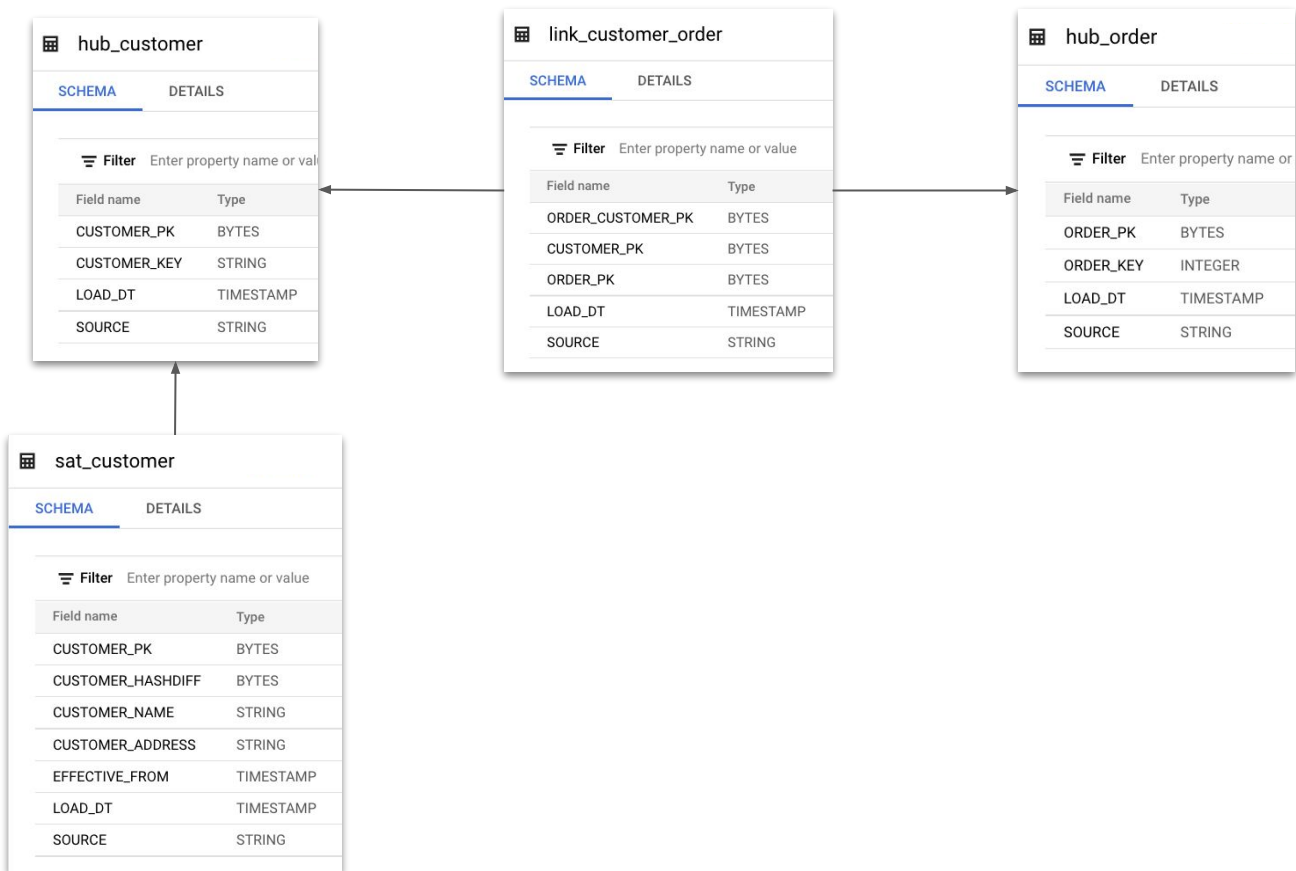 hub_customer
SCHEMA DETAILS
Filter Enter property name or val
Field name Type
CUSTOMER_PK BYTES
CUSTOMER_KEY STRING
LOAD_DT TIMESTAMP
SOURCE STRING
link_customer_order
SCHEMA DETAILS
Filter Enter property name or value
Field name Type
ORDER_CUSTOMER_PK BYTES
CUSTOMER_PK BYTES
ORDER_PK BYTES
LOAD_DT TIMESTAMP
SOURCE STRING
hub_order
SCHEMA DETAILS
Filter Enter property name or
Field name Type
ORDER_PK BYTES
ORDER_KEY INTEGER
LOAD_DT TIMESTAMP
SOURCE STRING
sat_customer
SCHEMA DETAILS
Filter Enter property name or value
Field name Type
CUSTOMER_PK BYTES
CUSTOMER_HASHDIFF BYTES
CUSTOMER_NAME STRING
CUSTOMER_ADDRESS STRING
EFFECTIVE_FROM TIMESTAMP
LOAD_DT TIMESTAMP
SOURCE STRING